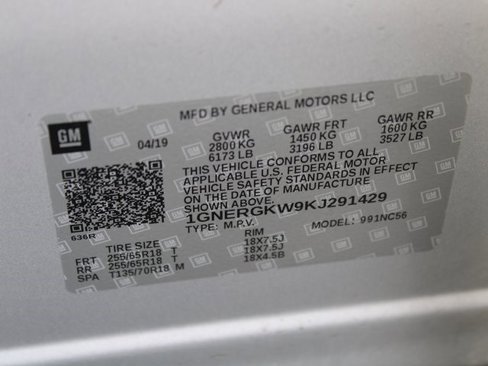 MFD BY GENERAL MOTORS LLC
GM
04/19 GVWR GAWR FRT GAWR RR
2800 KG 1450 KG 1600 KG
6173 LB 3196 LB 3527 LB
THIS VEHICLE CONFORMS TO ALL
APPLICABLE U.S. FEDERAL MOTOR
VEHICLE SAFETY STANDARDS IN EFFECT
ON THE DATE OF MANUFACTURE
SHOWN ABOVE.
1GNERGKW9KJ291429
636R TYPE: M.P.V. MODEL: 991NC56
TIRE SIZE RIM
FRT 255/65R18 T 18X7.5J
RR 255/65R18 T 18X7.5J
SPA T135/70R18 M 18X4.5B